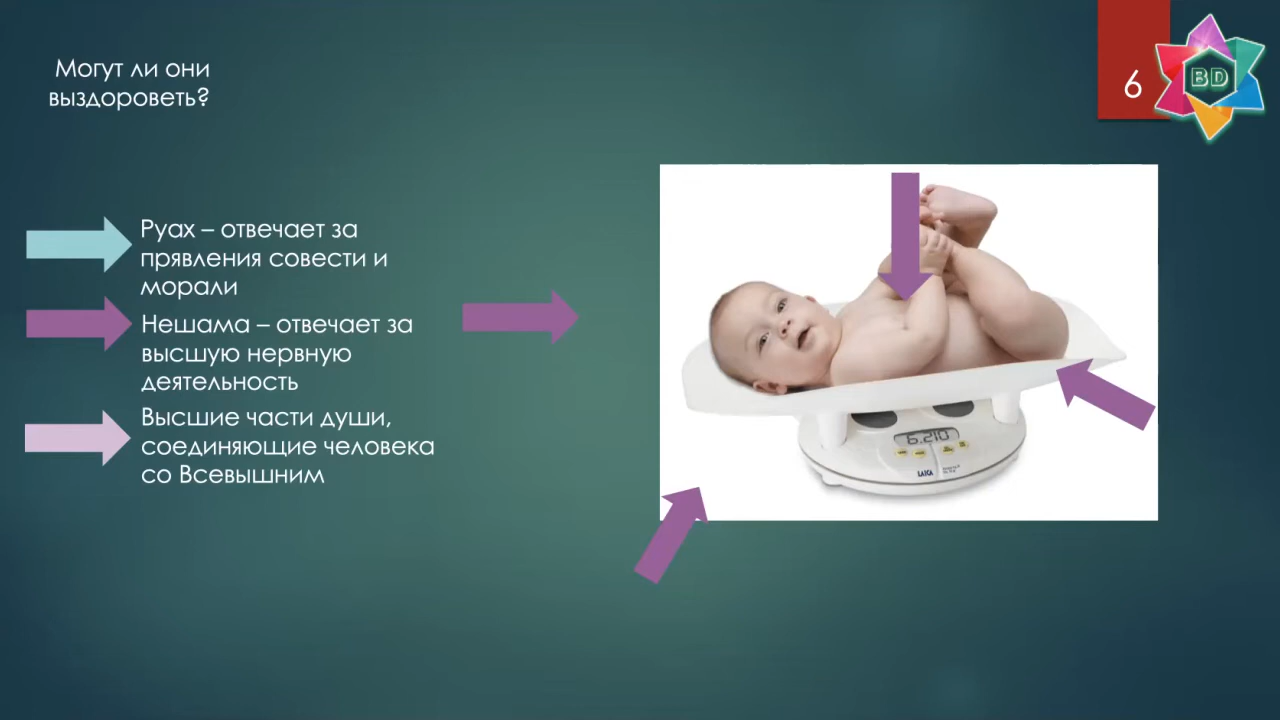 Могут ли они
выздороветь?
6
BD
Руах – отвечает за
прявления совести и
морали
Нешама – отвечает за
высшую нервную
деятельность
Высшие части души,
соединяющие человека
со Всевышним
6.210
LAICA